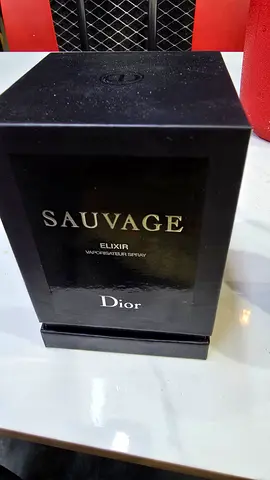 SAUVAGE
ELIXIR
VAPORISATEUR SPRAY
Dior